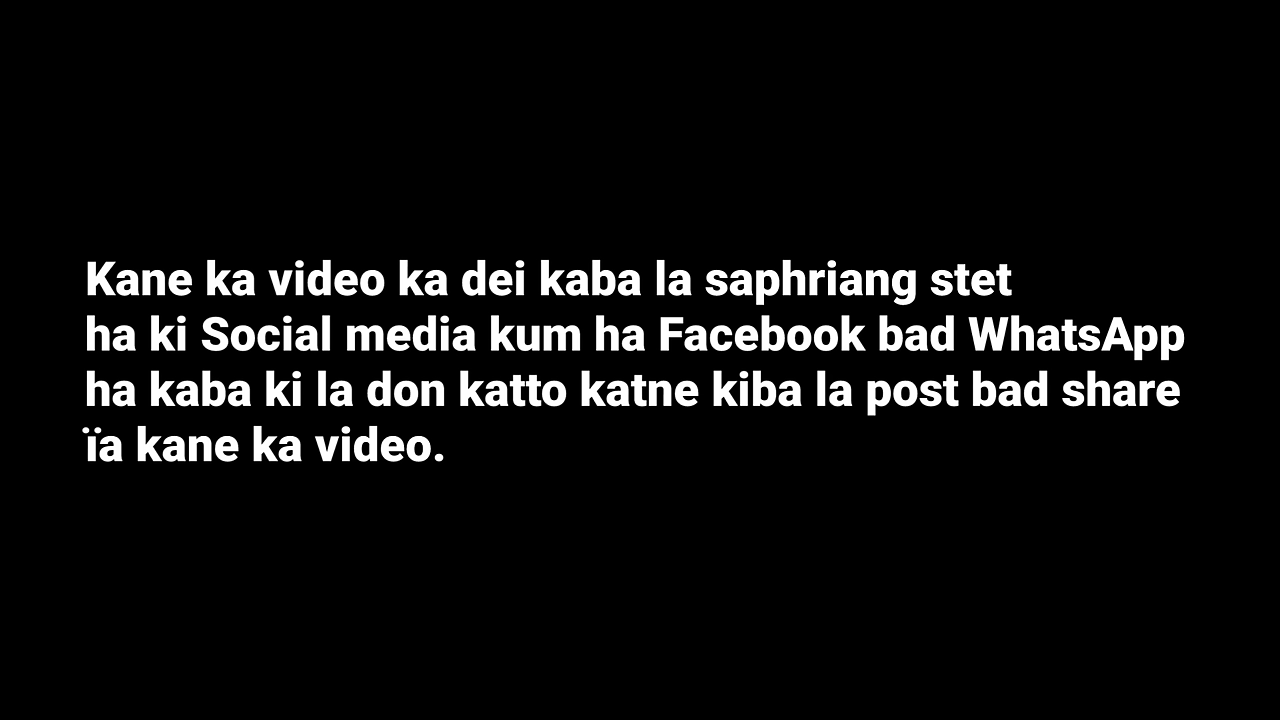 Kane ka video ka dei kaba la saphriang stet
ha ki Social media kum ha Facebook bad WhatsApp
ha kaba ki la don katto katne kiba la post bad share
ïa kane ka video.